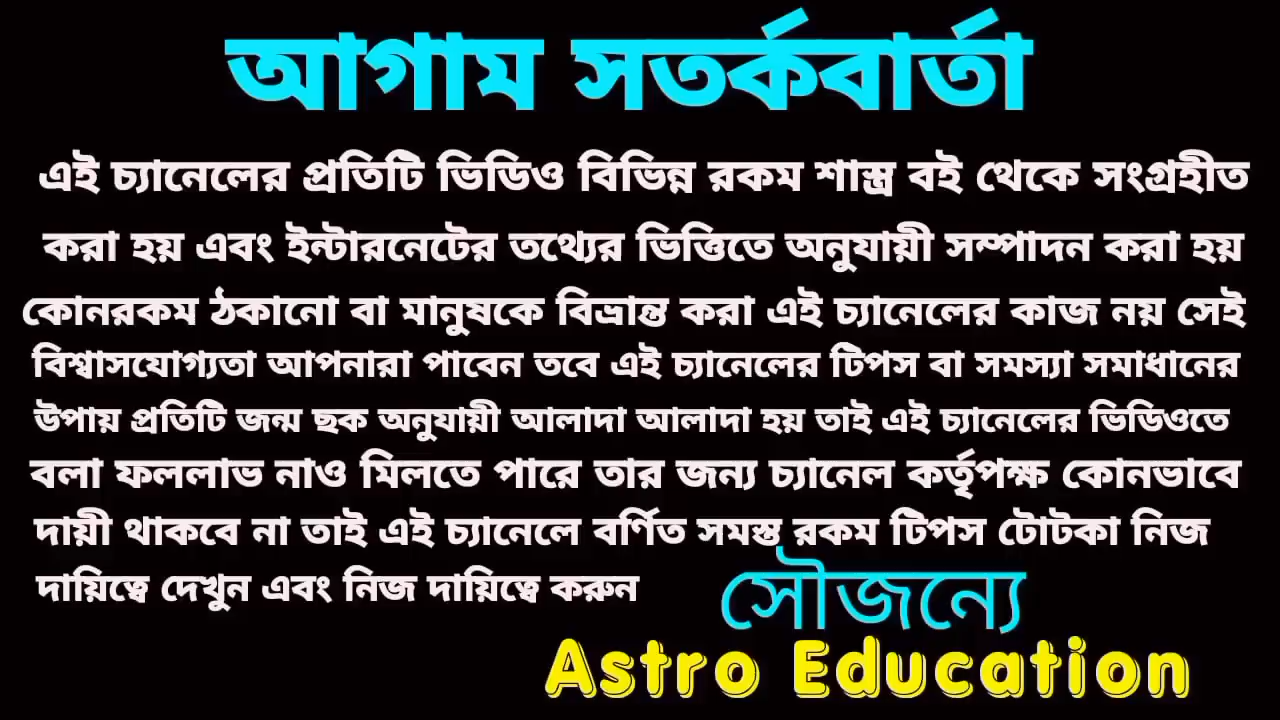 আগাম সতর্কবার্তা
এই চ্যানেলের প্রতিটি ভিডিও বিভিন্ন রকম শাস্ত্র বই থেকে সংগ্রহীত
করা হয় এবং ইন্টারনেটের তথ্যের ভিত্তিতে অনুযায়ী সম্পাদন করা হয়
কোনরকম ঠকানো বা মানুষকে বিভ্রান্ত করা এই চ্যানেলের কাজ নয় সেই
বিশ্বাসযোগ্যতা আপনারা পাবেন তবে এই চ্যানেলের টিপস বা সমস্যা সমাধানের
উপায় প্রতিটি জন্ম ছক অনুযায়ী আলাদা আলাদা হয় তাই এই চ্যানেলের ভিডিওতে
বলা ফললাভ নাও মিলতে পারে তার জন্য চ্যানেল কর্তৃপক্ষ কোনভাবে
দায়ী থাকবে না তাই এই চ্যানেলে বর্ণিত সমস্ত রকম টিপস টোটকা নিজ
দায়িত্বে দেখুন এবং নিজ দায়িত্বে করুন
সৌজন্যে
Astro Education